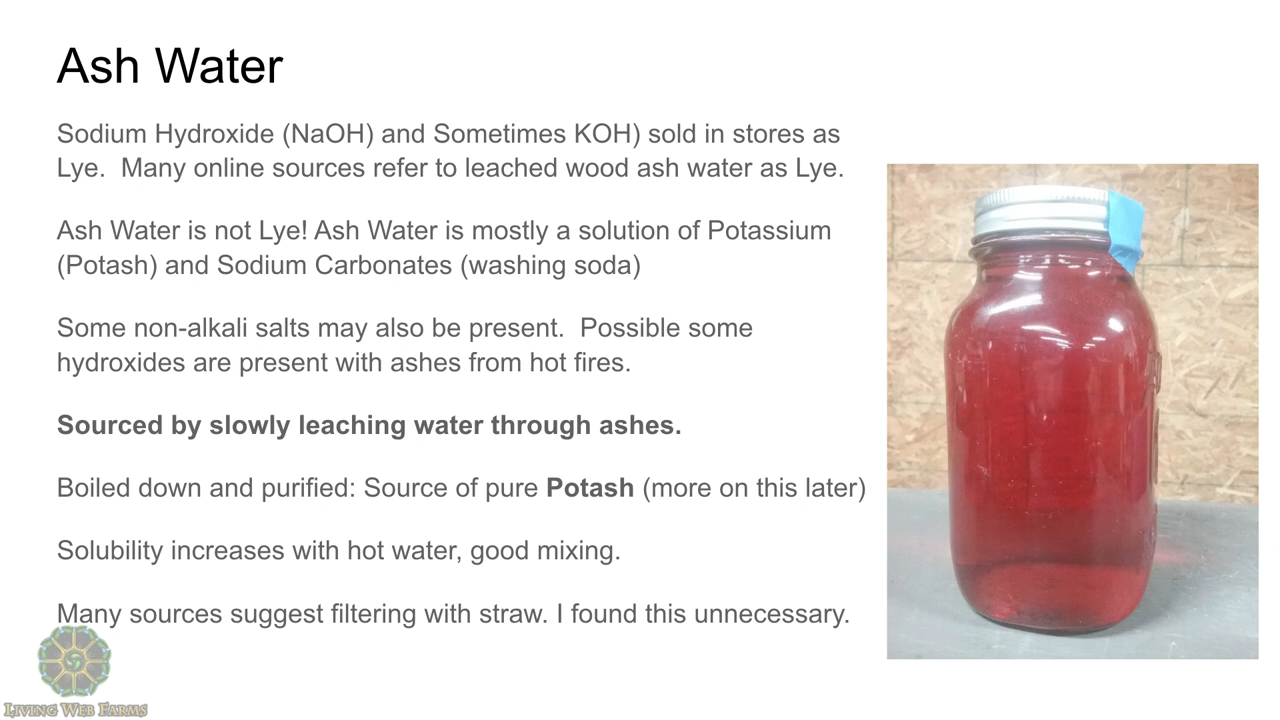 Ash Water
Sodium Hydroxide (NaOH) and Sometimes KOH) sold in stores as
Lye.  Many online sources refer to leached wood ash water as Lye.
Ash Water is not Lye! Ash Water is mostly a solution of Potassium
(Potash) and Sodium Carbonates (washing soda)
Some non-alkali salts may also be present.  Possible some
hydroxides are present with ashes from hot fires.
Sourced by slowly leaching water through ashes.
Boiled down and purified: Source of pure Potash (more on this later)
Solubility increases with hot water, good mixing.
Many sources suggest filtering with straw. I found this unnecessary.
Living Web Farms